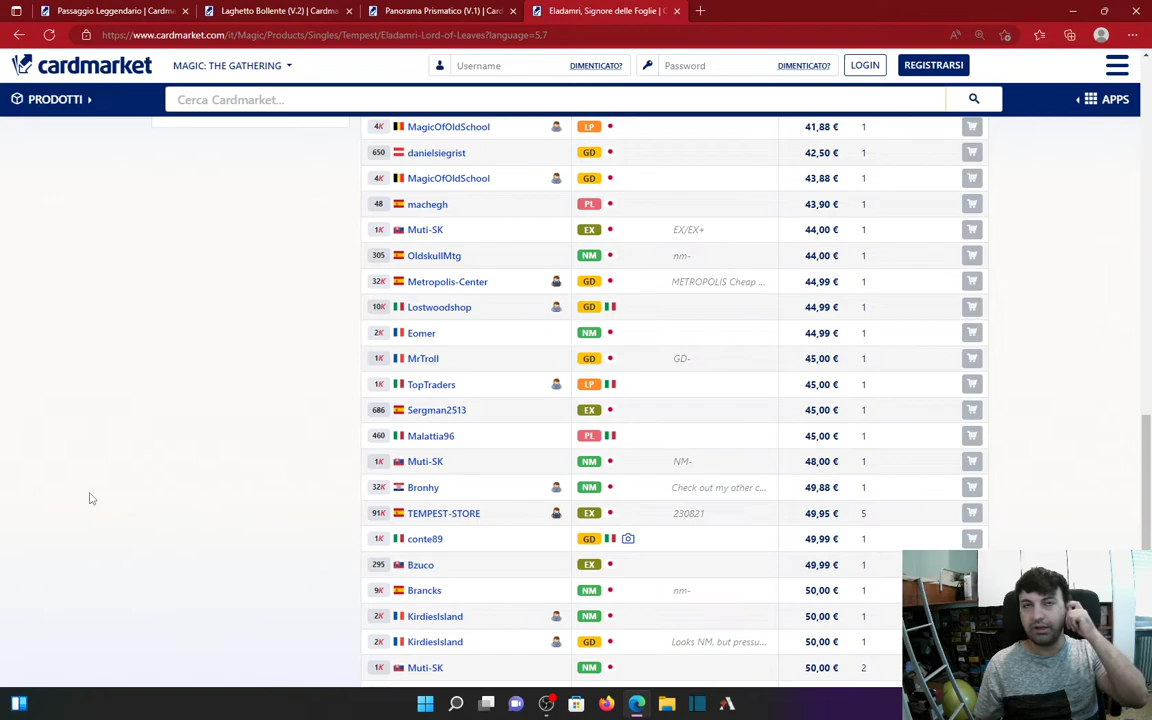 Passaggio Leggendario | Cardma
Laghetto Bollente (V.2) | Cardma
Panorama Prismatico (V.1) | Card
Eladamri, Signore delle Foglie | C
https://www.cardmarket.com/it/Magic/Products/Singles/Tempest/Eladamri-Lord-of-Leaves?language=5,7
cardmarket
MAGIC: THE GATHERING
Username
DIMENTICATO?
Password
DIMENTICATO?
LOGIN
REGISTRARSI
PRODOTTI
Cerca Cardmarket...
APPS
4K MagicOfOldSchool LP 41,88 € 1
650 danielsiegrist GD 42,50 € 1
4K MagicOfOldSchool GD 43,88 € 1
48 machegh PL 43,90 € 1
1K Muti-SK EX EX/EX+ 44,00 € 1
305 OldskullMtg NM nm- 44,00 € 1
32K Metropolis-Center GD METROPOLIS Cheap ... 44,99 € 1
10K Lostwoodshop GD 44,99 € 1
2K Eomer NM 44,99 € 1
1K MrTroll GD GD- 45,00 € 1
1K TopTraders LP 45,00 € 1
686 Sergman2513 EX 45,00 € 1
460 Malattia96 PL 45,00 € 1
1K Muti-SK NM NM- 48,00 € 1
32K Bronhy NM Check out my other c... 49,88 € 1
91K TEMPEST-STORE EX 230821 49,95 € 5
1K conte89 GD 49,99 € 1
295 Bzuco EX 49,99 € 1
9K Brancks NM nm- 50,00 € 1
2K KirdiesIsland NM 50,00 € 1
2K KirdiesIsland GD Looks NM, but pressu... 50,00 € 1
1K Muti-SK NM 50,00 € 2